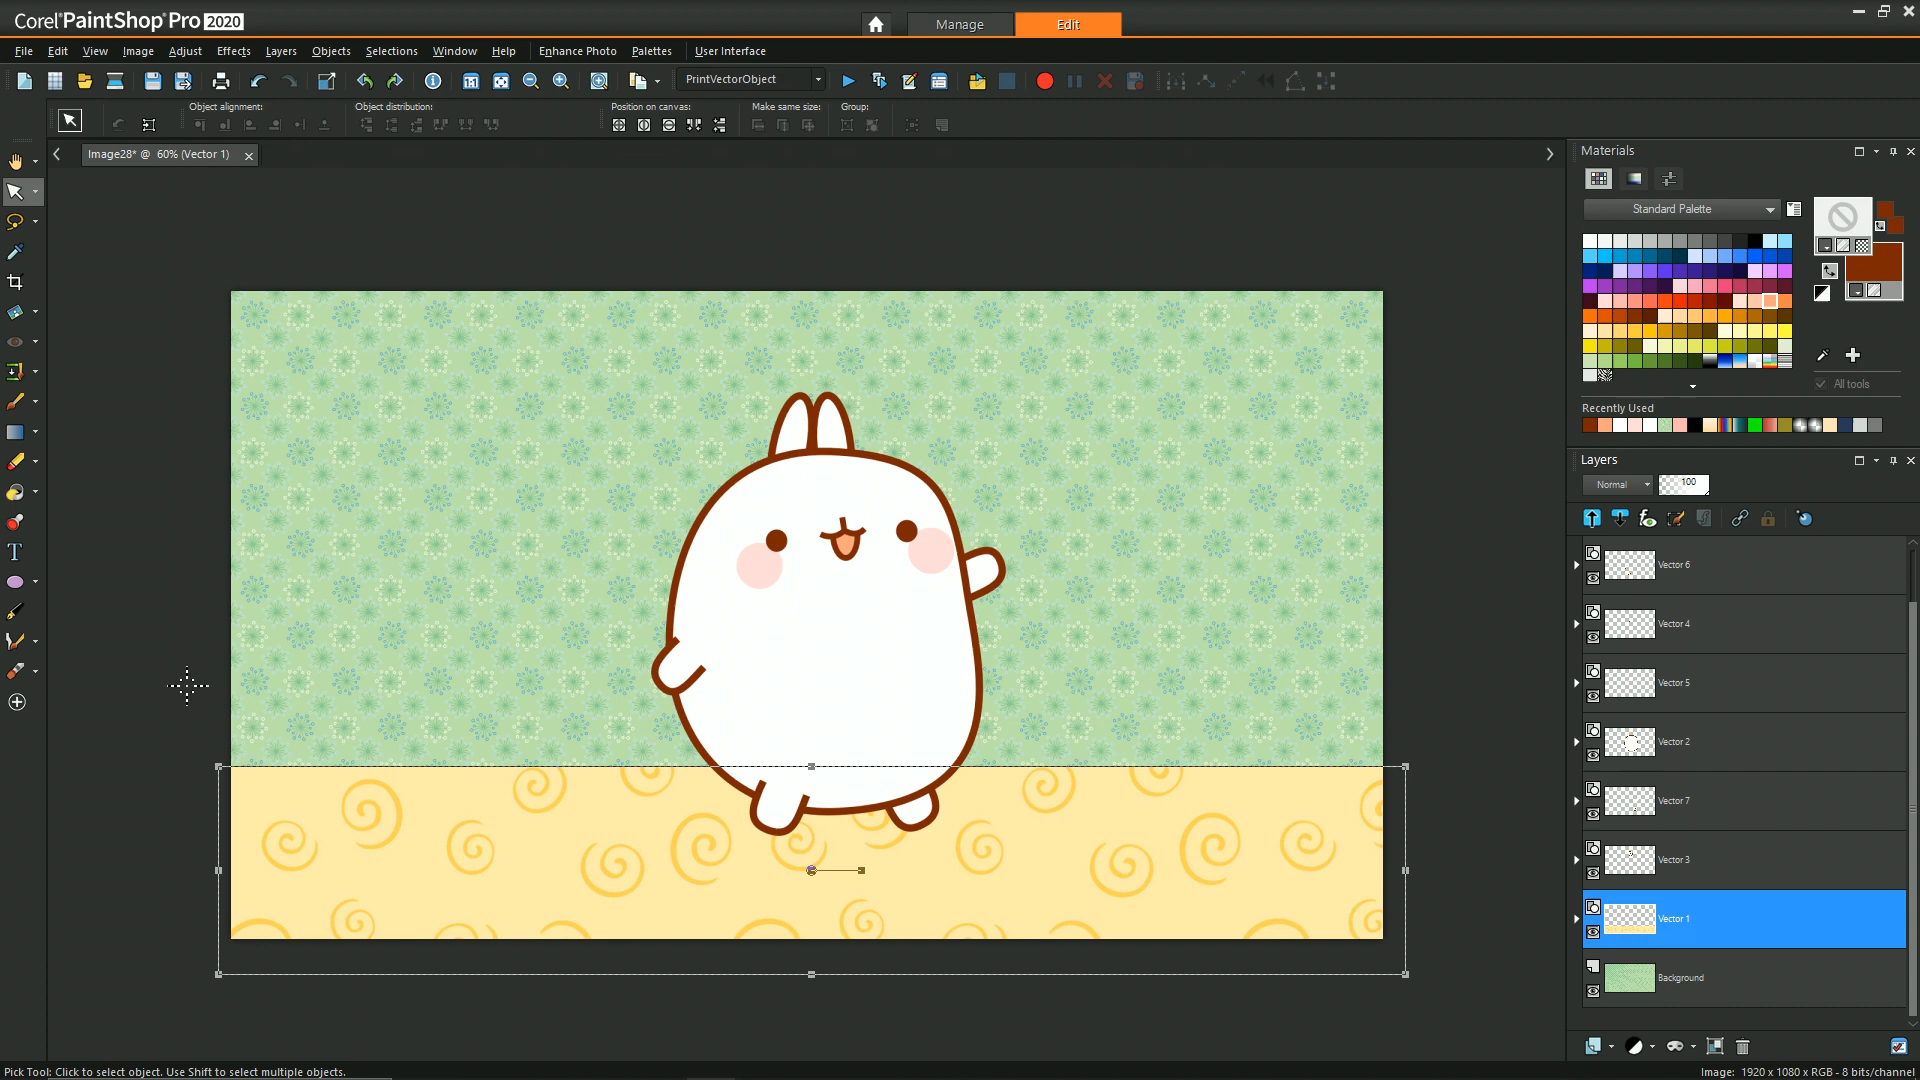 Corel PaintShop Pro 2020
Manage
Edit
File Edit View Image Adjust Effects Layers Objects Selections Window Help Enhance Photo Palettes User Interface
1:1
PrintVectorObject
Object alignment:
Object distribution:
Position on canvas:
Make same size:
Group:
Image28* @ 60% (Vector 1)
Materials
Standard Palette
All tools
Recently Used
Layers
Normal
100
Vector 6
Vector 4
Vector 5
Vector 2
Vector 7
Vector 3
Vector 1
Background
Pick Tool: Click to select object. Use Shift to select multiple objects.
Image: 1920 x 1080 x RGB - 8 bits/channel